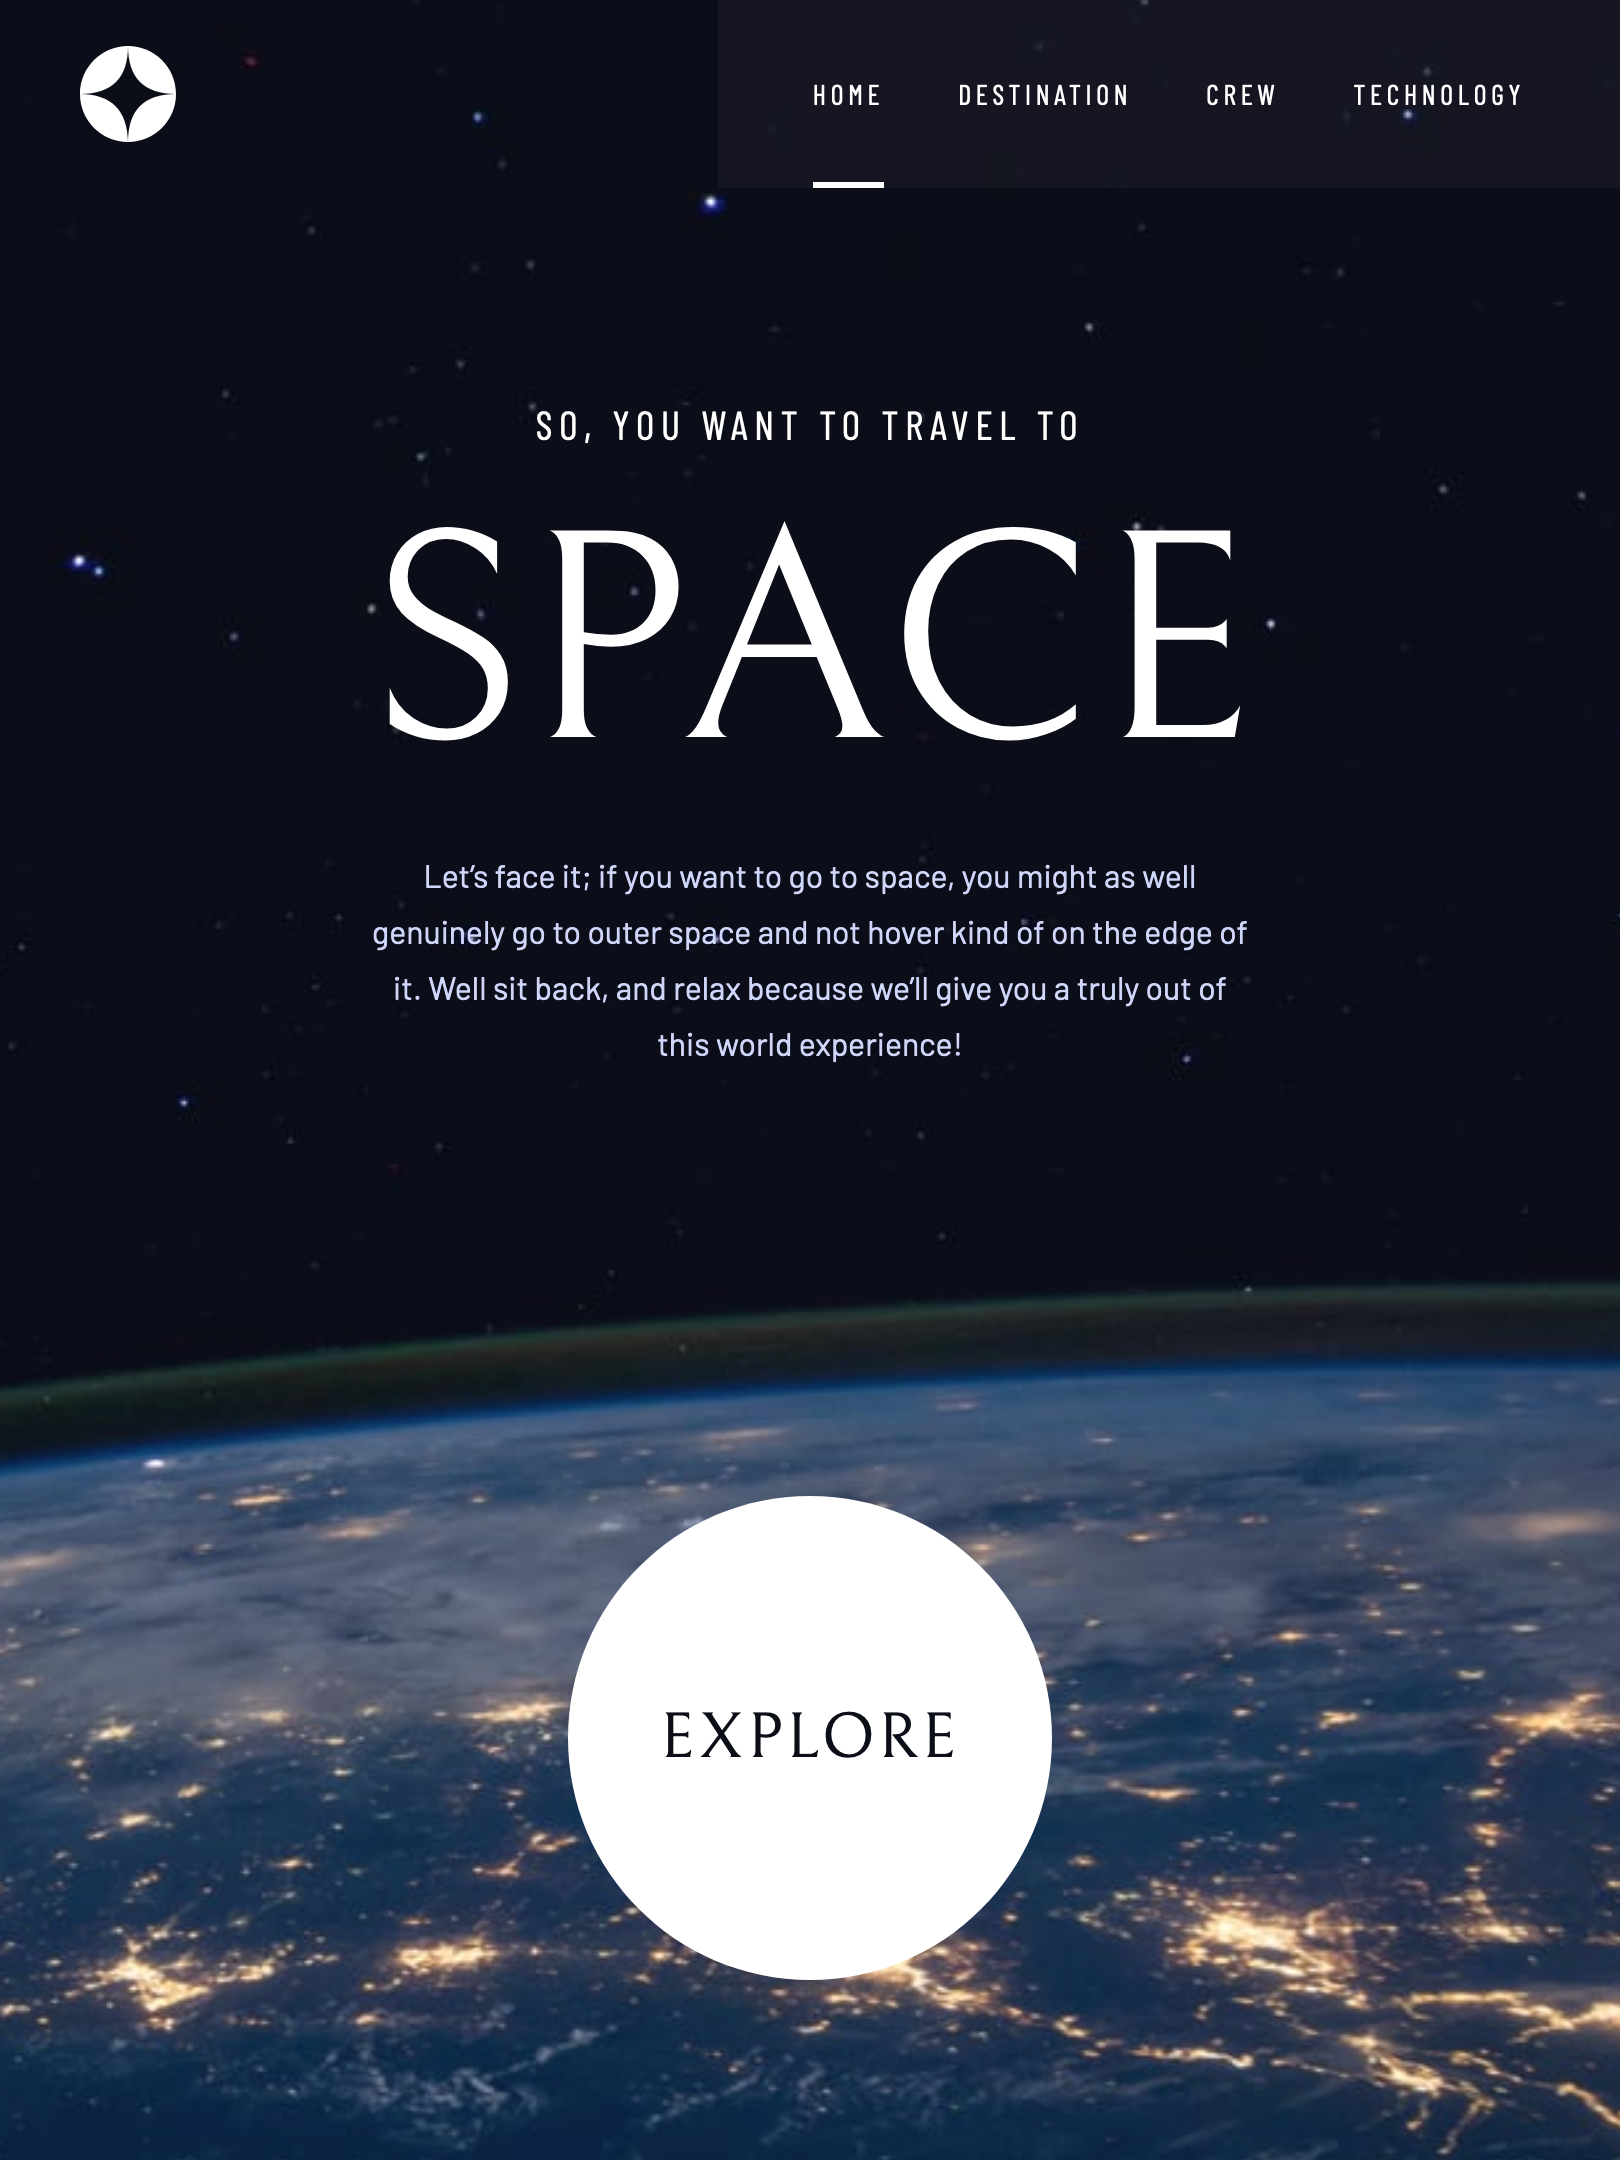 HOME DESTINATION CREW TECHNOLOGY
SO, YOU WANT TO TRAVEL TO
SPACE
Let’s face it; if you want to go to space, you might as well
genuinely go to outer space and not hover kind of on the edge of
it. Well sit back, and relax because we’ll give you a truly out of
this world experience!
EXPLORE